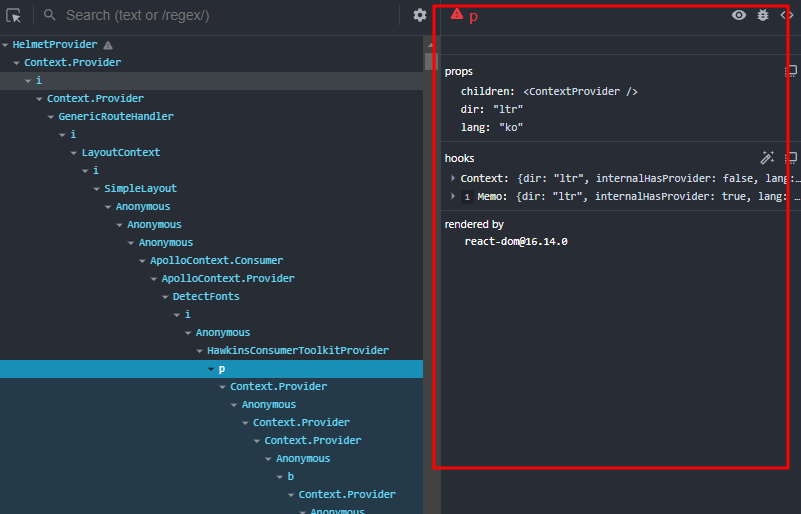 Search (text or /regex/)
HelmetProvider
Context.Provider
i
Context.Provider
GenericRouteHandler
i
LayoutContext
i
SimpleLayout
Anonymous
Anonymous
Anonymous
ApolloContext.Consumer
ApolloContext.Provider
DetectFonts
i
Anonymous
HawkinsConsumerToolkitProvider
p
Context.Provider
Anonymous
Context.Provider
Context.Provider
Anonymous
b
Context.Provider
Anonymous
p
props
children: <ContextProvider />
dir: "ltr"
lang: "ko"
hooks
Context: {dir: "ltr", internalHasProvider: false, lang:…
1 Memo: {dir: "ltr", internalHasProvider: true, lang: …
rendered by
react-dom@16.14.0